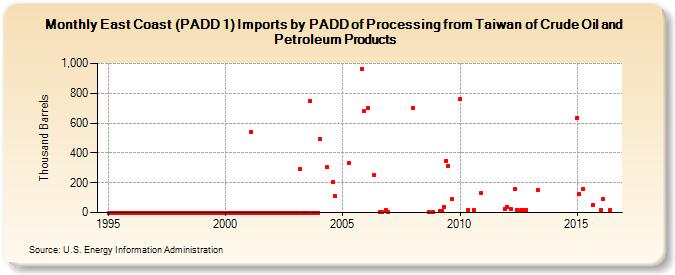 Monthly East Coast (PADD 1) Imports by PADD of Processing from Taiwan of Crude Oil and
Petroleum Products
Thousand Barrels
1,000
800
600
400
200
0
1995
2000
2005
2010
2015
Source: U.S. Energy Information Administration